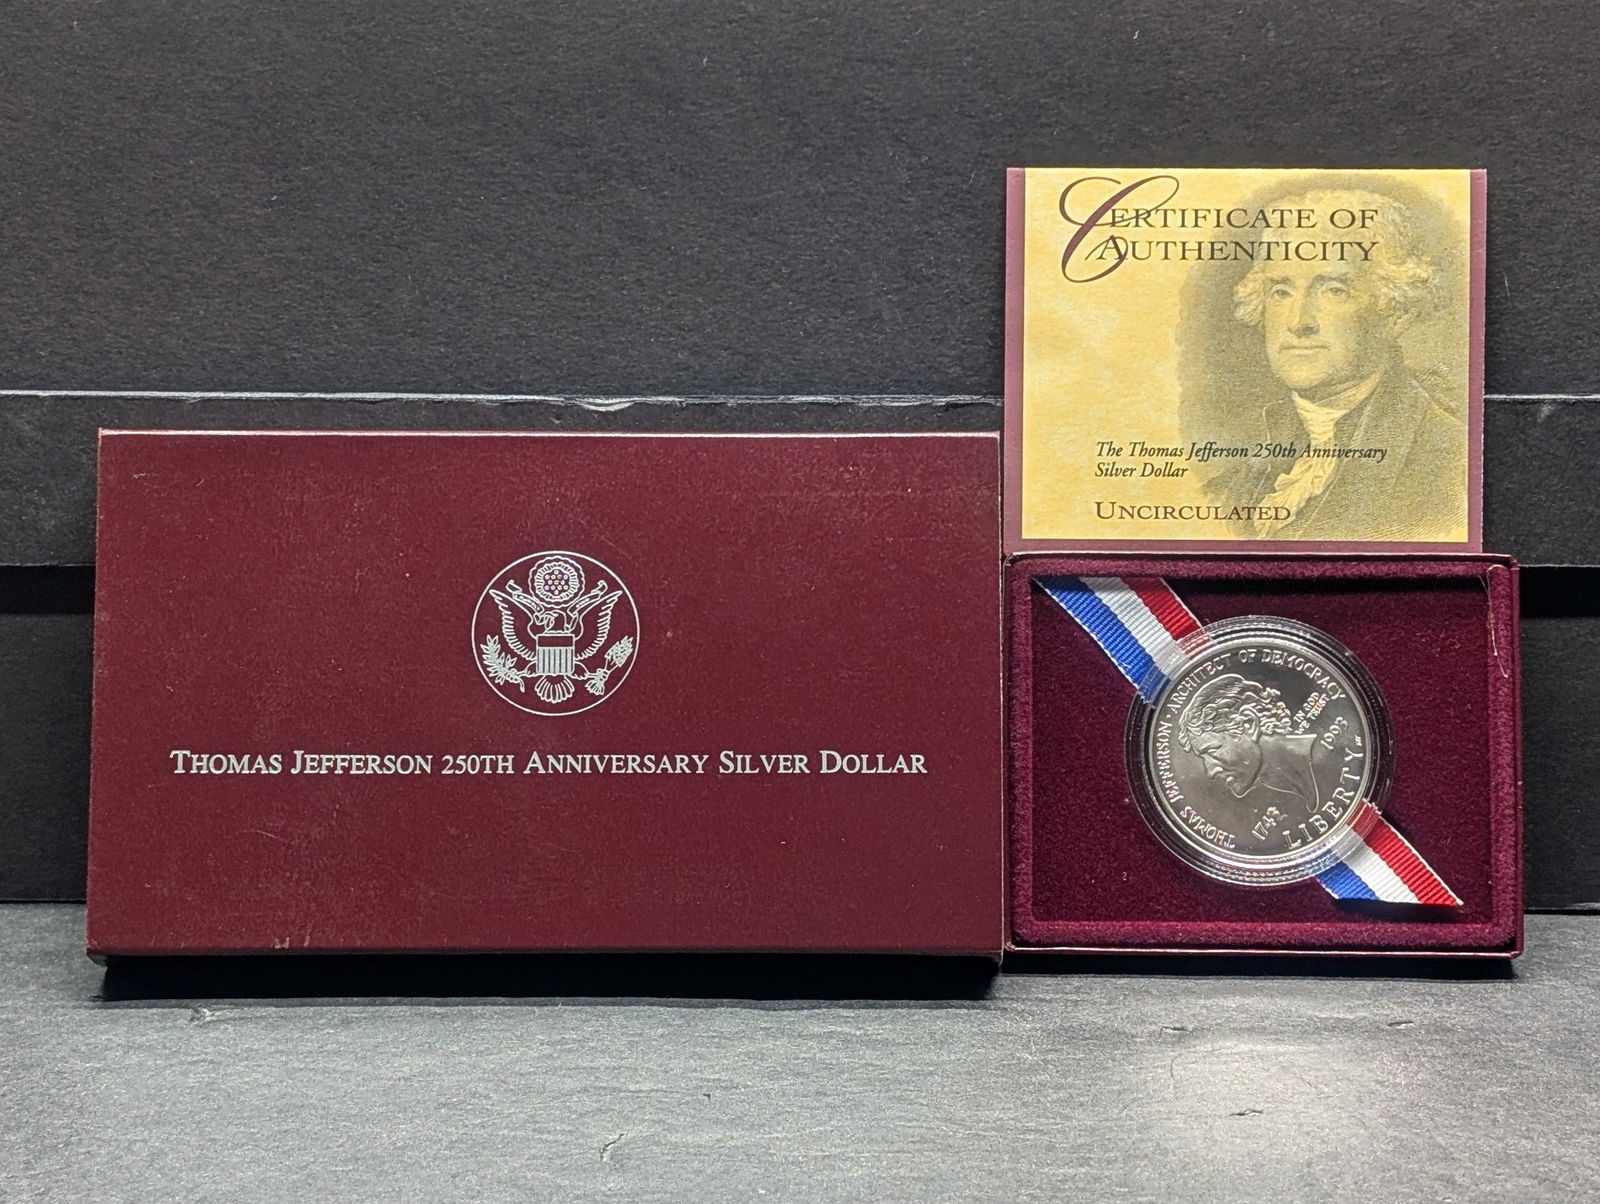 THOMAS JEFFERSON 250TH ANNIVERSARY SILVER DOLLAR
CERTIFICATE OF
AUTHENTICITY
The Thomas Jefferson 250th Anniversary
Silver Dollar
UNCIRCULATED
THOMAS JEFFERSON · ARCHITECT OF DEMOCRACY
IN GOD
WE TRUST
1993
1743
LIBERTY